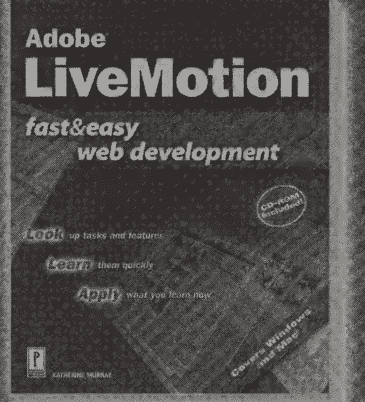 Adobe
LiveMotion
fast&easy
web development
CD-ROM
Included!
Look up tasks and features
Learn them quickly
Apply what you learn now
Covers Windows
and Mac
P
KATHERINE MURRAY